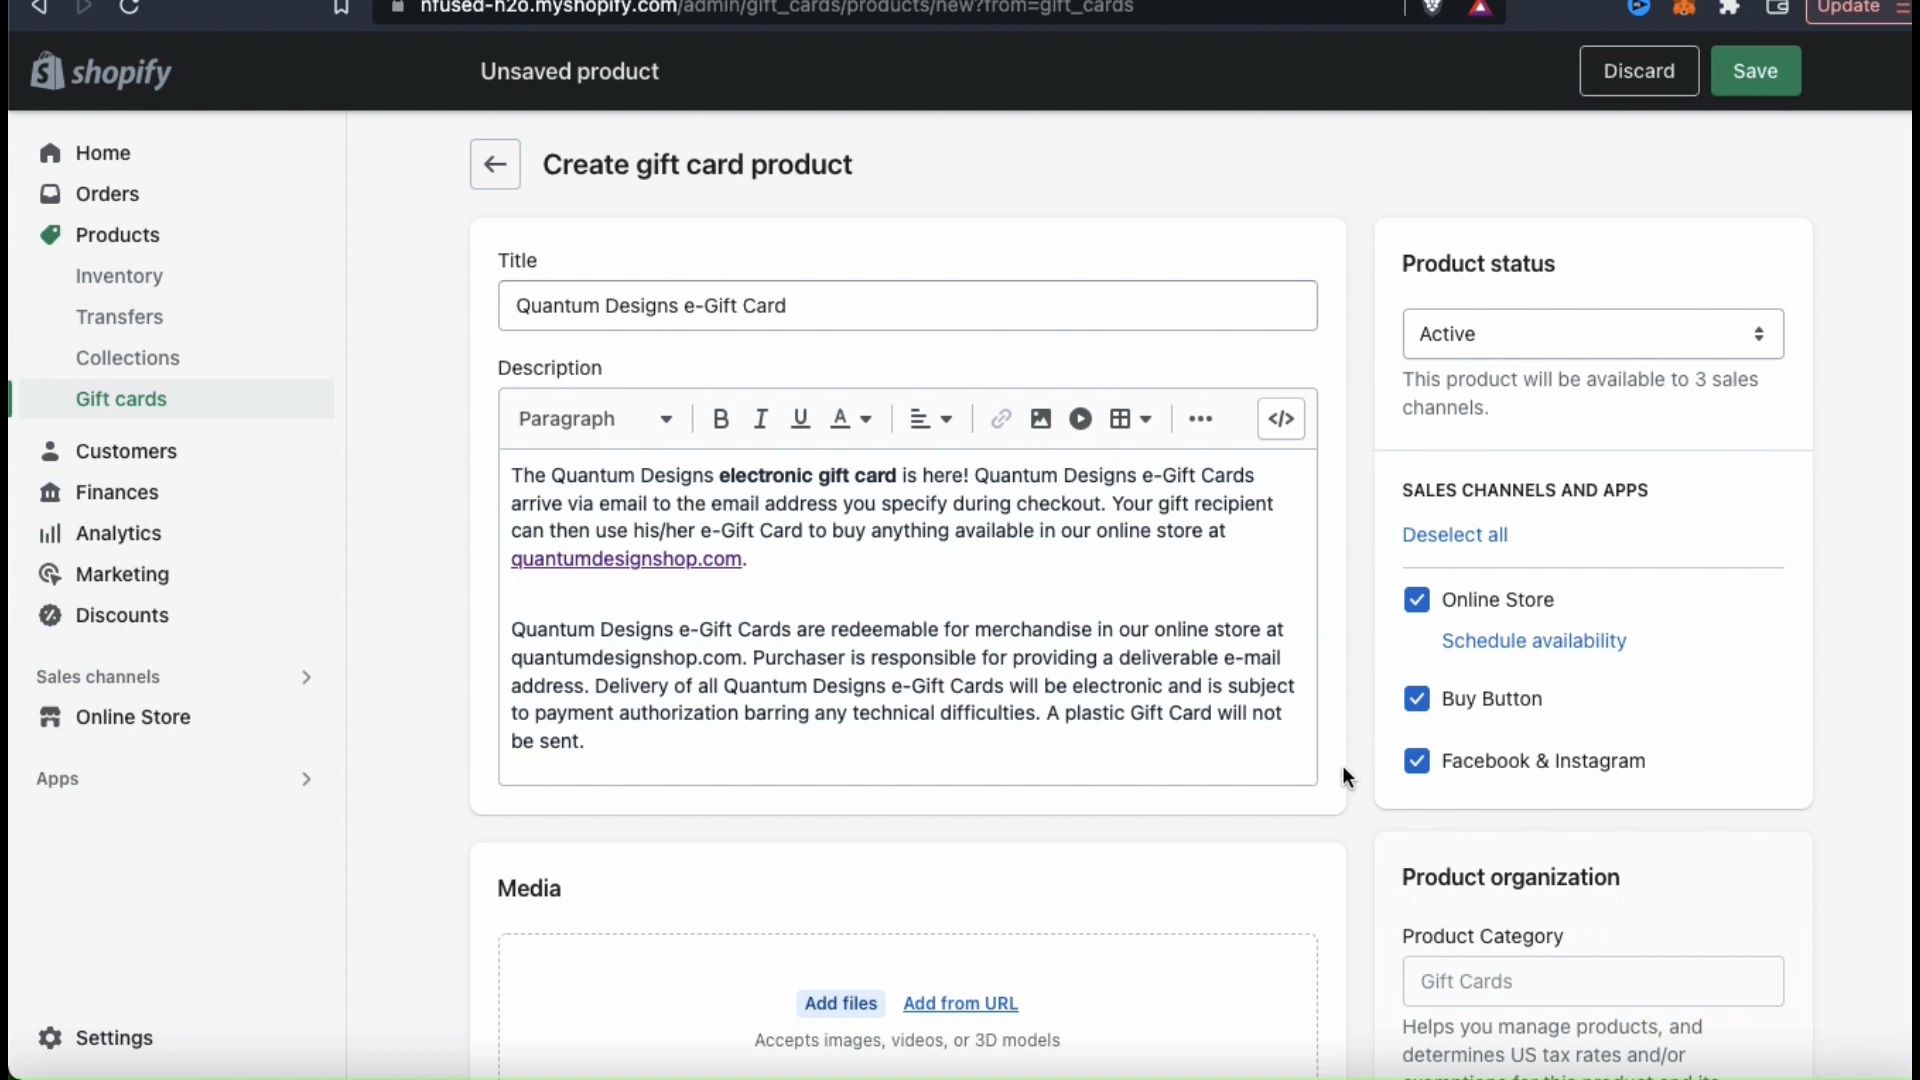 nfused-h2o.myshopify.com/admin/gift_cards/products/new?from=gift_cards
Update
shopify
Unsaved product
Discard
Save
Home
Orders
Products
Inventory
Transfers
Collections
Gift cards
Customers
Finances
Analytics
Marketing
Discounts
Sales channels
Online Store
Apps
Settings
Create gift card product
Title
Quantum Designs e-Gift Card
Description
Paragraph
B I U A
</>
The Quantum Designs electronic gift card is here! Quantum Designs e-Gift Cards
arrive via email to the email address you specify during checkout. Your gift recipient
can then use his/her e-Gift Card to buy anything available in our online store at
quantumdesignshop.com.
Quantum Designs e-Gift Cards are redeemable for merchandise in our online store at
quantumdesignshop.com. Purchaser is responsible for providing a deliverable e-mail
address. Delivery of all Quantum Designs e-Gift Cards will be electronic and is subject
to payment authorization barring any technical difficulties. A plastic Gift Card will not
be sent.
Media
Add files Add from URL
Accepts images, videos, or 3D models
Product status
Active
This product will be available to 3 sales
channels.
SALES CHANNELS AND APPS
Deselect all
Online Store
Schedule availability
Buy Button
Facebook & Instagram
Product organization
Product Category
Gift Cards
Helps you manage products, and
determines US tax rates and/or